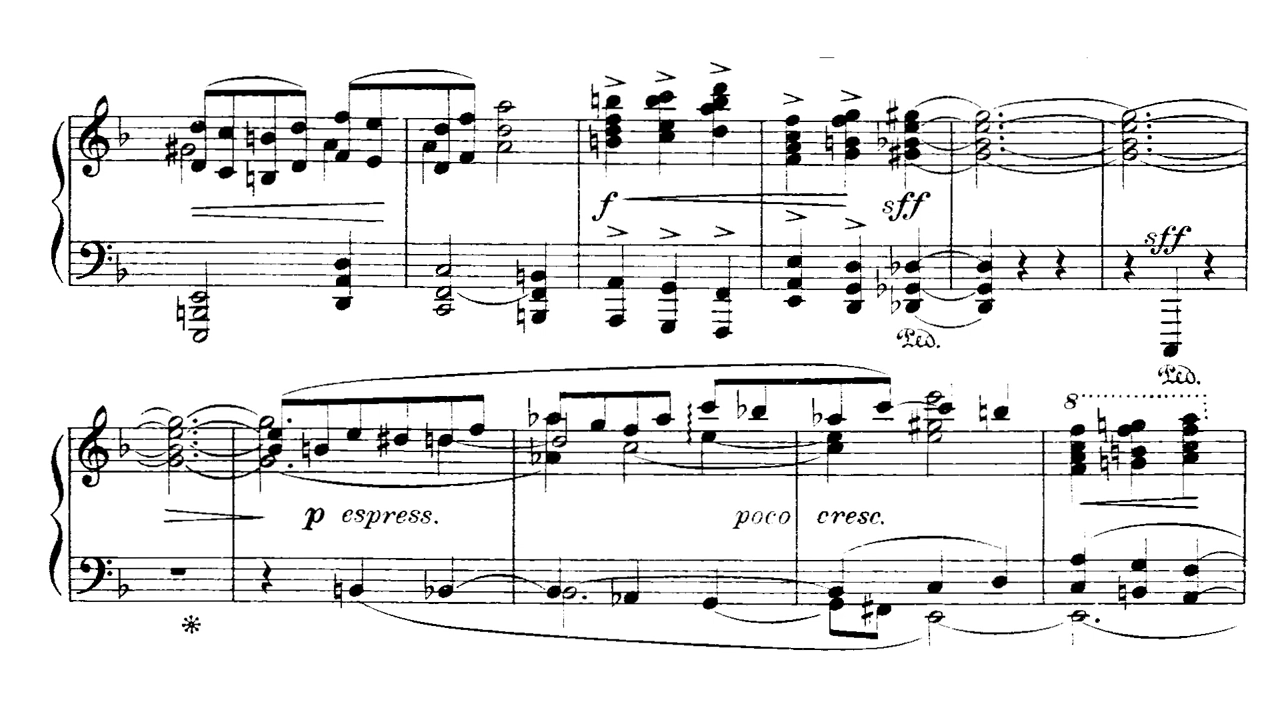 f sff
sff
Ped.
Ped.
8
p espress. poco cresc.